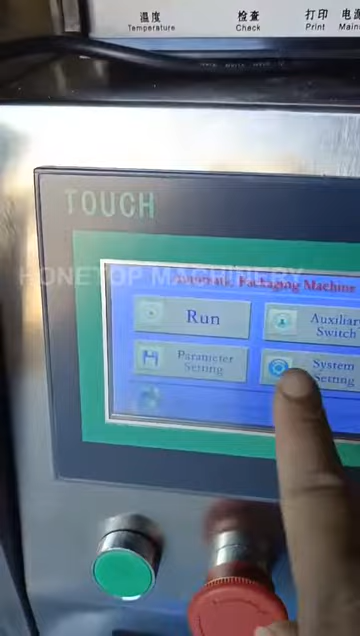 温度 检查 打印 电源
Temperature Check Print Main
TOUCH
HONETOP MACHINERY
Automatic Packaging Machine
Run
Auxiliary
Switch
Parameter
Setting
System
Setting